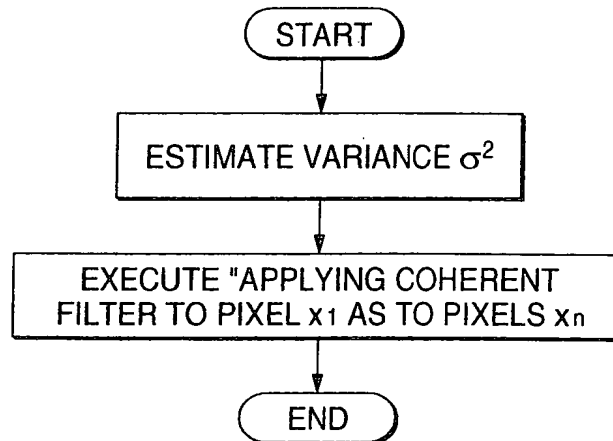 START
ESTIMATE VARIANCE σ²
EXECUTE "APPLYING COHERENT
FILTER TO PIXEL x₁ AS TO PIXELS xₙ
END